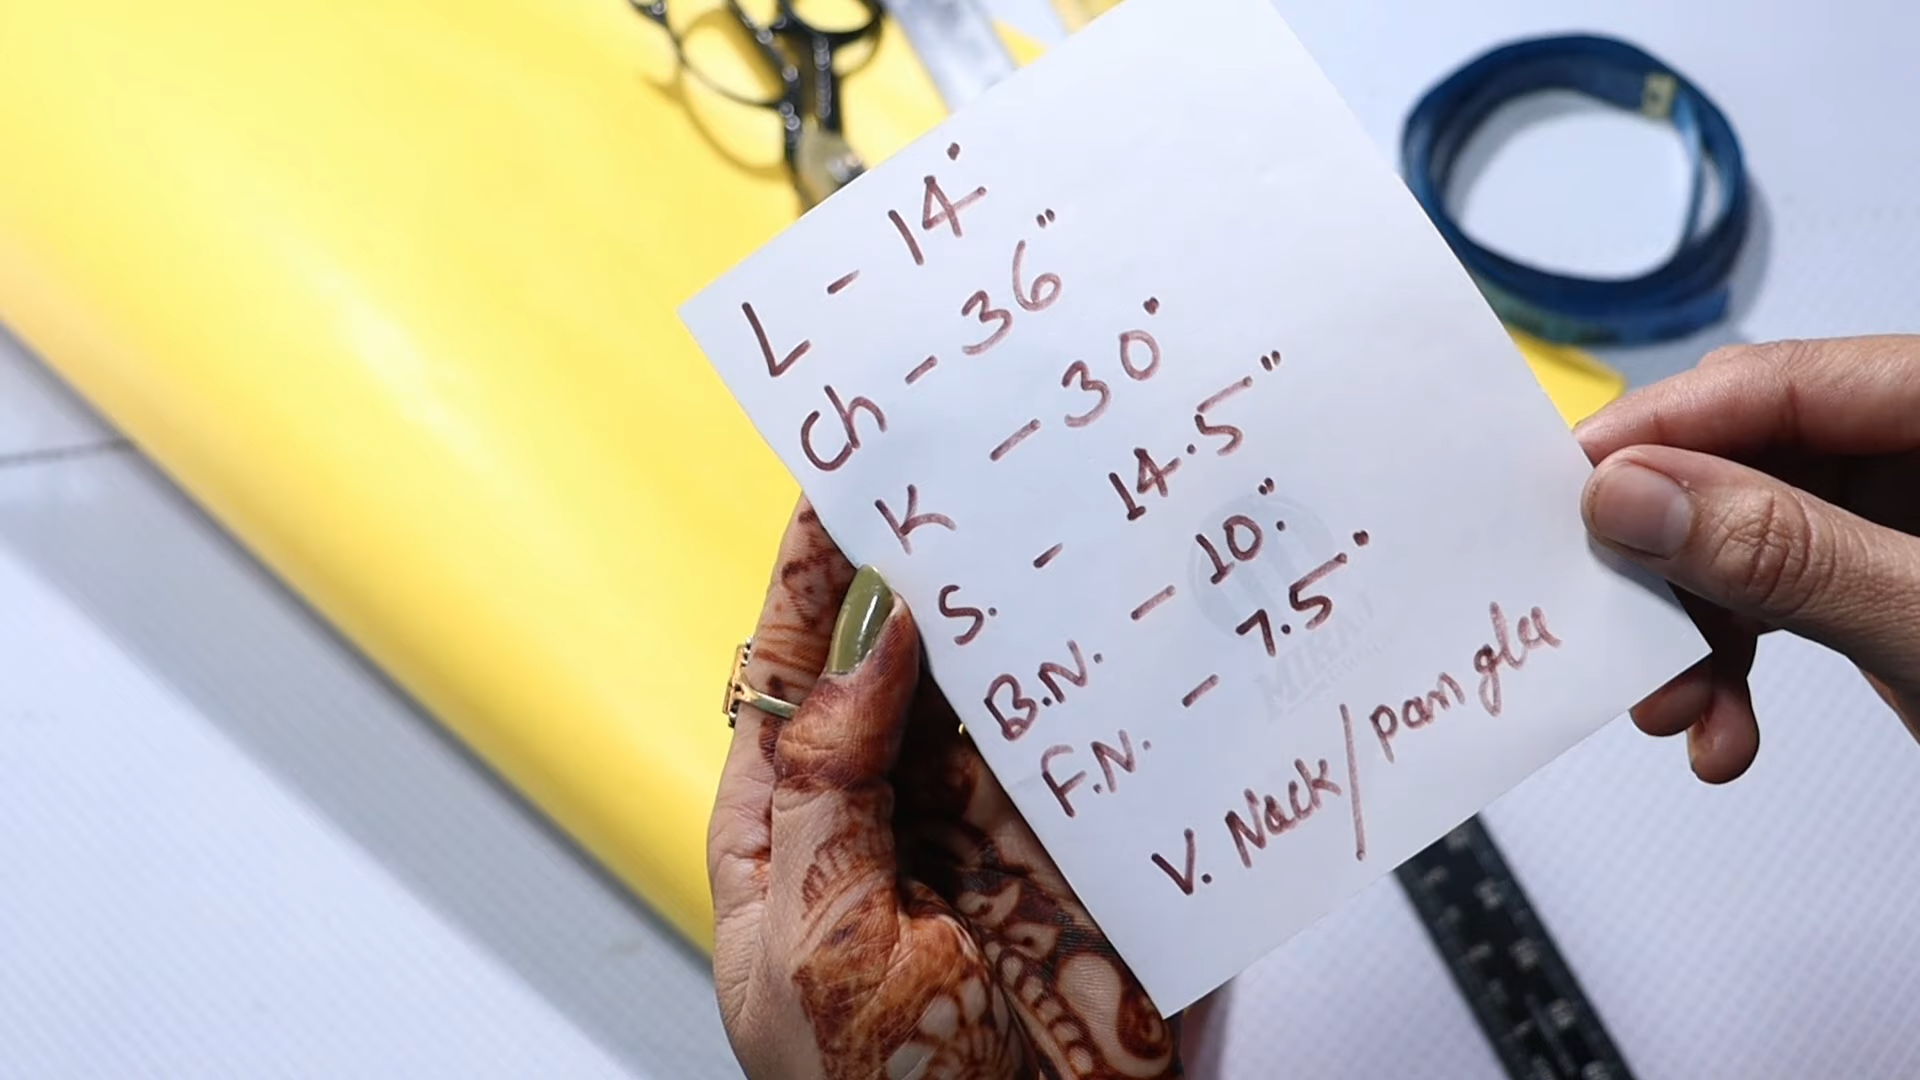 L - 14"
Ch - 36"
K - 30"
S. - 14.5"
B.N. - 10."
F.N. - 7.5"
V. Nack/pan glee